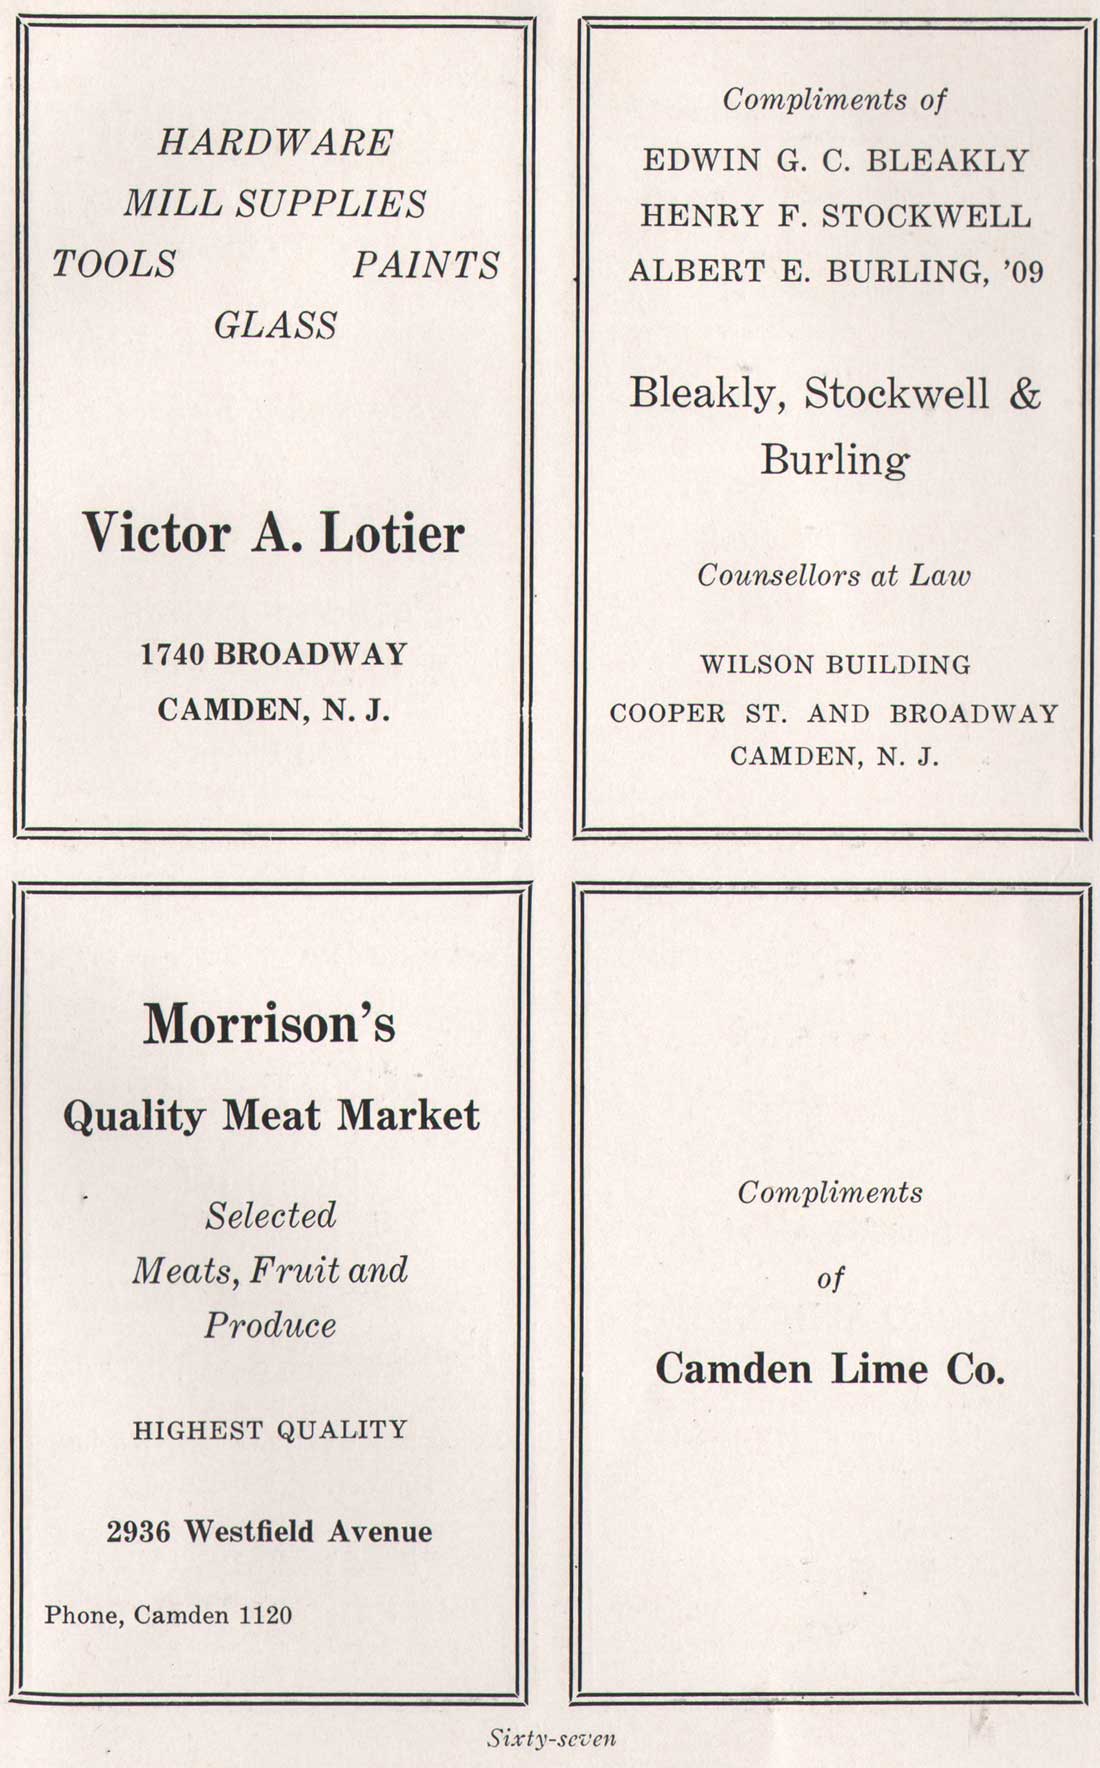 HARDWARE
MILL SUPPLIES
TOOLS PAINTS
GLASS
Victor A. Lotier
1740 BROADWAY
CAMDEN, N. J.
Compliments of
EDWIN G. C. BLEAKLY
HENRY F. STOCKWELL
ALBERT E. BURLING, ’09
Bleakly, Stockwell &
Burling
Counsellors at Law
WILSON BUILDING
COOPER ST. AND BROADWAY
CAMDEN, N. J.
Morrison’s
Quality Meat Market
Selected
Meats, Fruit and
Produce
HIGHEST QUALITY
2936 Westfield Avenue
Phone, Camden 1120
Compliments
of
Camden Lime Co.
Sixty-seven